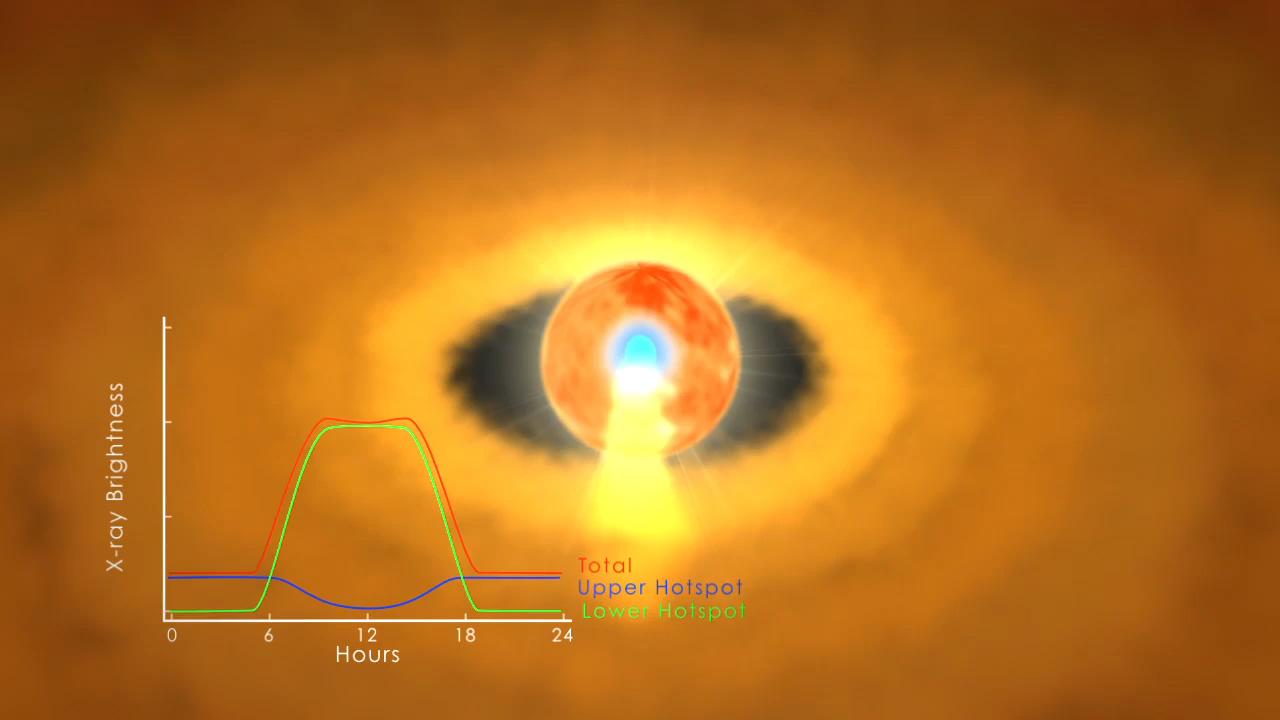 X-ray Brightness
Total
Upper Hotspot
Lower Hotspot
0 6 12 18 24
Hours